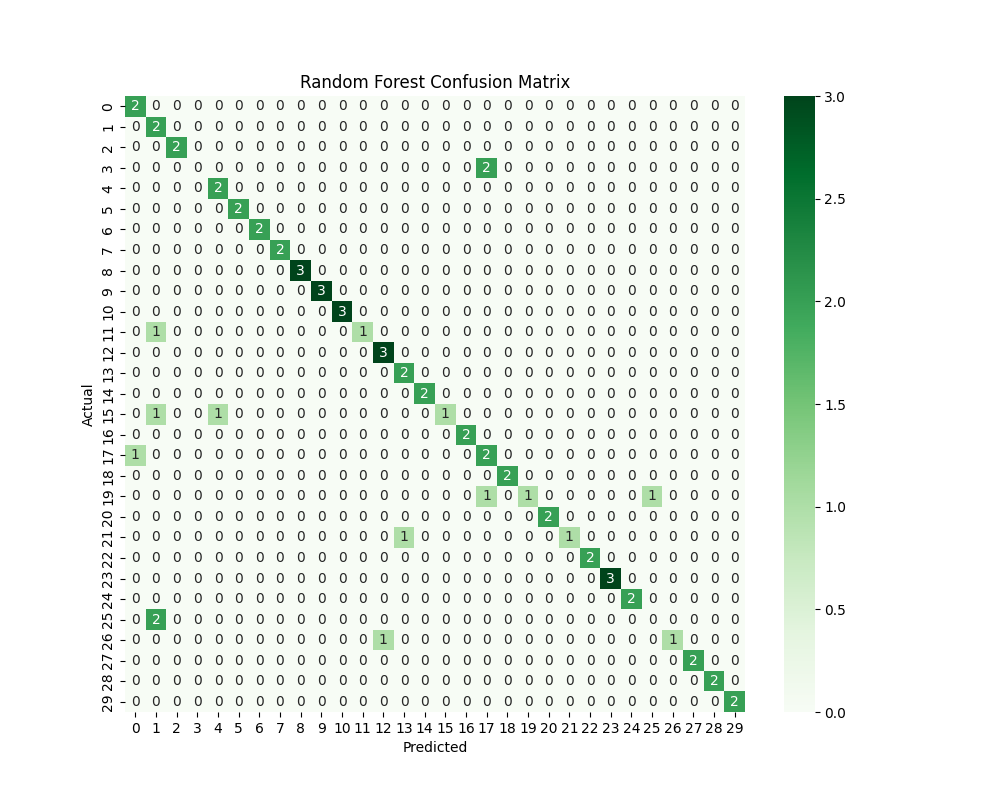 Random Forest Confusion Matrix
0 2 0 0 0 0 0 0 0 0 0 0 0 0 0 0 0 0 0 0 0 0 0 0 0 0 0 0 0 0 0
1 0 2 0 0 0 0 0 0 0 0 0 0 0 0 0 0 0 0 0 0 0 0 0 0 0 0 0 0 0 0
2 0 0 2 0 0 0 0 0 0 0 0 0 0 0 0 0 0 0 0 0 0 0 0 0 0 0 0 0 0 0
3 0 0 0 0 0 0 0 0 0 0 0 0 0 0 0 0 0 2 0 0 0 0 0 0 0 0 0 0 0 0
4 0 0 0 0 2 0 0 0 0 0 0 0 0 0 0 0 0 0 0 0 0 0 0 0 0 0 0 0 0 0
5 0 0 0 0 0 2 0 0 0 0 0 0 0 0 0 0 0 0 0 0 0 0 0 0 0 0 0 0 0 0
6 0 0 0 0 0 0 2 0 0 0 0 0 0 0 0 0 0 0 0 0 0 0 0 0 0 0 0 0 0 0
7 0 0 0 0 0 0 0 2 0 0 0 0 0 0 0 0 0 0 0 0 0 0 0 0 0 0 0 0 0 0
8 0 0 0 0 0 0 0 0 3 0 0 0 0 0 0 0 0 0 0 0 0 0 0 0 0 0 0 0 0 0
9 0 0 0 0 0 0 0 0 0 3 0 0 0 0 0 0 0 0 0 0 0 0 0 0 0 0 0 0 0 0
10 0 0 0 0 0 0 0 0 0 0 3 0 0 0 0 0 0 0 0 0 0 0 0 0 0 0 0 0 0 0
11 0 1 0 0 0 0 0 0 0 0 0 1 0 0 0 0 0 0 0 0 0 0 0 0 0 0 0 0 0 0
12 0 0 0 0 0 0 0 0 0 0 0 0 3 0 0 0 0 0 0 0 0 0 0 0 0 0 0 0 0 0
13 0 0 0 0 0 0 0 0 0 0 0 0 0 2 0 0 0 0 0 0 0 0 0 0 0 0 0 0 0 0
14 0 0 0 0 0 0 0 0 0 0 0 0 0 0 2 0 0 0 0 0 0 0 0 0 0 0 0 0 0 0
15 0 1 0 0 1 0 0 0 0 0 0 0 0 0 0 1 0 0 0 0 0 0 0 0 0 0 0 0 0 0
16 0 0 0 0 0 0 0 0 0 0 0 0 0 0 0 0 2 0 0 0 0 0 0 0 0 0 0 0 0 0
17 1 0 0 0 0 0 0 0 0 0 0 0 0 0 0 0 0 2 0 0 0 0 0 0 0 0 0 0 0 0
18 0 0 0 0 0 0 0 0 0 0 0 0 0 0 0 0 0 0 2 0 0 0 0 0 0 0 0 0 0 0
19 0 0 0 0 0 0 0 0 0 0 0 0 0 0 0 0 0 1 0 1 0 0 0 0 0 1 0 0 0 0
20 0 0 0 0 0 0 0 0 0 0 0 0 0 0 0 0 0 0 0 0 2 0 0 0 0 0 0 0 0 0
21 0 0 0 0 0 0 0 0 0 0 0 0 0 1 0 0 0 0 0 0 0 1 0 0 0 0 0 0 0 0
22 0 0 0 0 0 0 0 0 0 0 0 0 0 0 0 0 0 0 0 0 0 0 2 0 0 0 0 0 0 0
23 0 0 0 0 0 0 0 0 0 0 0 0 0 0 0 0 0 0 0 0 0 0 0 3 0 0 0 0 0 0
24 0 0 0 0 0 0 0 0 0 0 0 0 0 0 0 0 0 0 0 0 0 0 0 0 2 0 0 0 0 0
25 0 2 0 0 0 0 0 0 0 0 0 0 0 0 0 0 0 0 0 0 0 0 0 0 0 0 0 0 0 0
26 0 0 0 0 0 0 0 0 0 0 0 0 1 0 0 0 0 0 0 0 0 0 0 0 0 0 1 0 0 0
27 0 0 0 0 0 0 0 0 0 0 0 0 0 0 0 0 0 0 0 0 0 0 0 0 0 0 0 2 0 0
28 0 0 0 0 0 0 0 0 0 0 0 0 0 0 0 0 0 0 0 0 0 0 0 0 0 0 0 0 2 0
29 0 0 0 0 0 0 0 0 0 0 0 0 0 0 0 0 0 0 0 0 0 0 0 0 0 0 0 0 0 2
0 1 2 3 4 5 6 7 8 9 10 11 12 13 14 15 16 17 18 19 20 21 22 23 24 25 26 27 28 29
Predicted
Actual
3.0
2.5
2.0
1.5
1.0
0.5
0.0